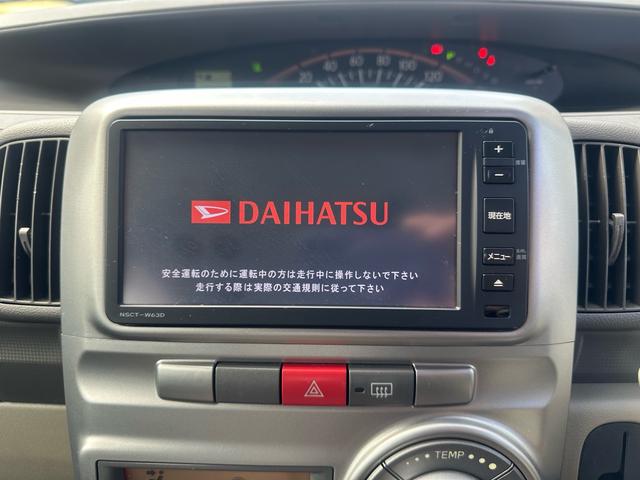 20 40 60 80 100 120
DAIHATSU
安全運転のために運転中の方は走行中に操作しないで下さい
走行する際は実際の交通規則に従って下さい
NSCT-W63D
+
−
現在地
メニュー
TEMP